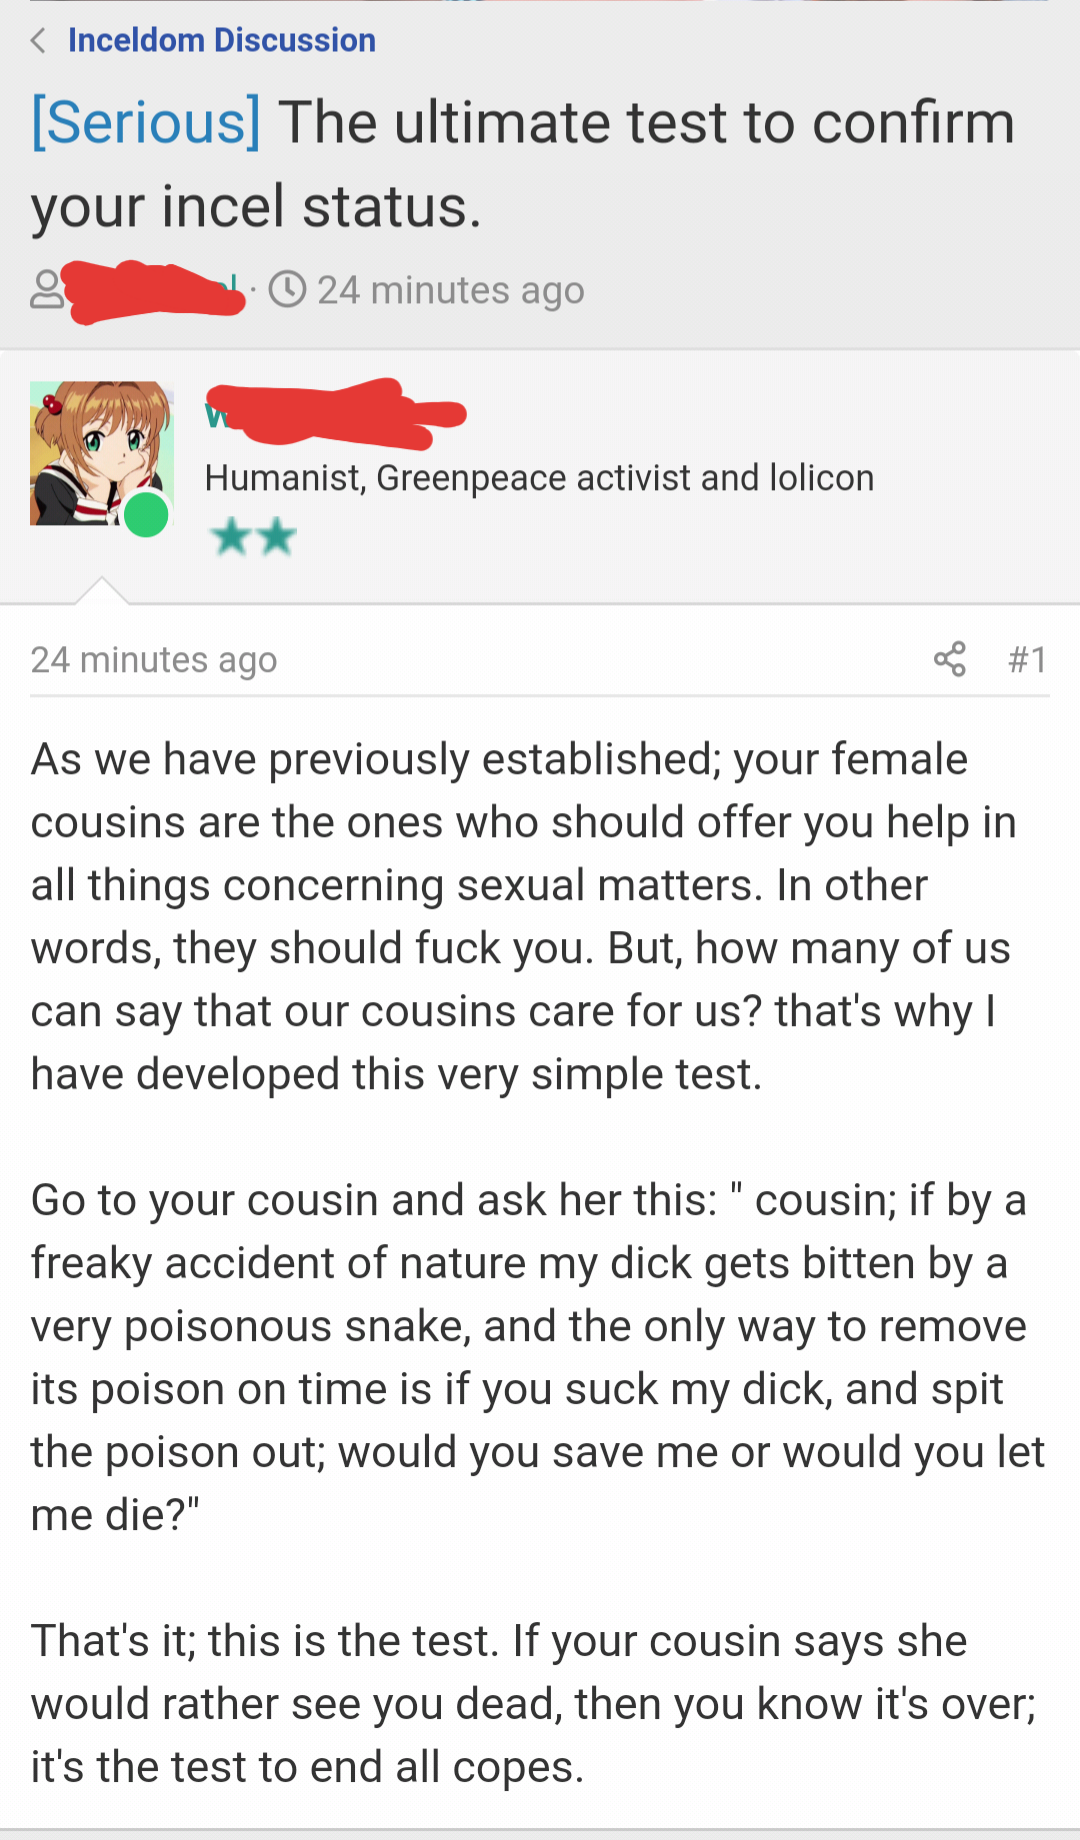 Inceldom Discussion
[Serious] The ultimate test to confirm
your incel status.
24 minutes ago
Humanist, Greenpeace activist and lolicon
24 minutes ago #1
As we have previously established; your female
cousins are the ones who should offer you help in
all things concerning sexual matters. In other
words, they should fuck you. But, how many of us
can say that our cousins care for us? that's why I
have developed this very simple test.
Go to your cousin and ask her this: " cousin; if by a
freaky accident of nature my dick gets bitten by a
very poisonous snake, and the only way to remove
its poison on time is if you suck my dick, and spit
the poison out; would you save me or would you let
me die?"
That's it; this is the test. If your cousin says she
would rather see you dead, then you know it's over;
it's the test to end all copes.